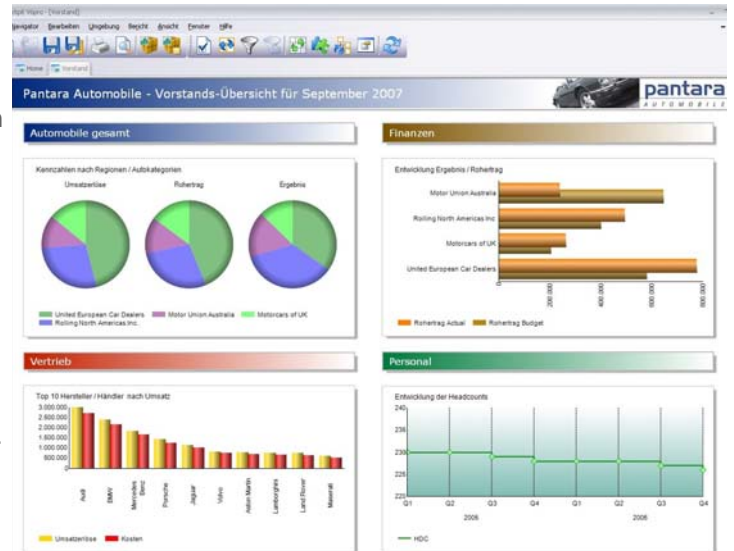 Navigator Bearbeiten Umgebung Bericht Ansicht Fenster Hilfe
Home Vorstand
Pantara Automobile - Vorstands-Übersicht für September 2007
pantara
AUTOMOBILE
Automobile gesamt
Kennzahlen nach Regionen / Autokategorien
Umsatzerlöse Rohertrag Ergebnis
United European Car Dealers Motor Union Australia Motorcars of UK
Rolling North Americas Inc.
Finanzen
Entwicklung Ergebnis / Rohertrag
Motor Union Australia
Rolling North Americas Inc
Motorcars of UK
United European Car Dealers
0 200.000 400.000 600.000 800.000
Rohertrag Actual Rohertrag Budget
Vertrieb
Top 10 Hersteller / Händler nach Umsatz
3.000.000
2.600.000
2.000.000
1.600.000
1.000.000
600.000
0
Audi BMW Mercedes Benz Porsche Jaguar Volvo Aston Martin Lamborghini Land Rover Maserati
Umsatzerlöse Kosten
Personal
Entwicklung der Headcounts
240
236
230
226
220
Q1 Q2 Q3 Q4 Q1 Q2 Q3 Q4
2005 2006
HDC